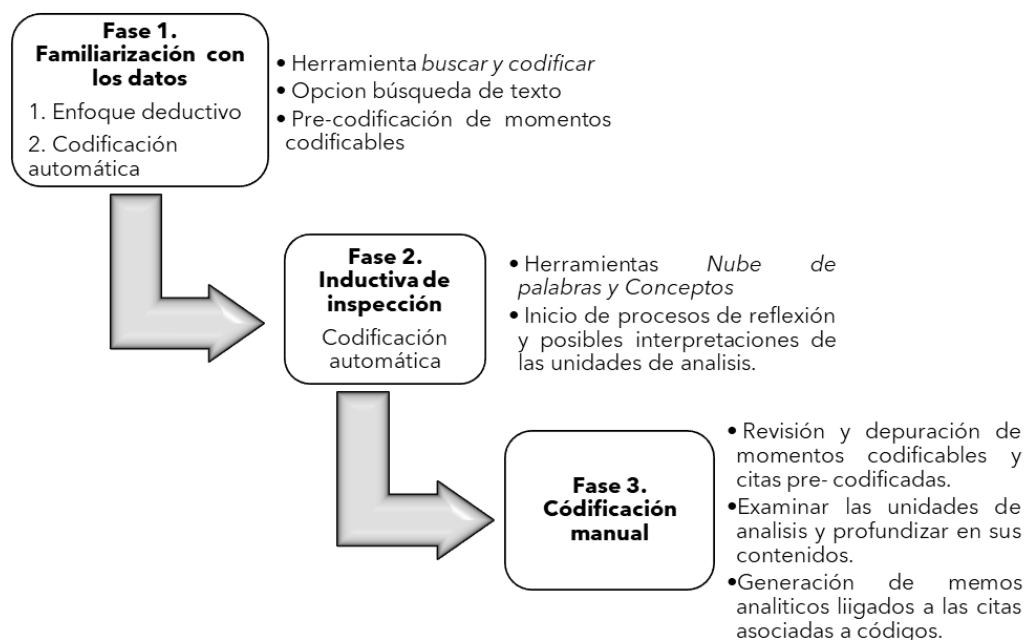 Fase 1.
Familiarización con
los datos
1. Enfoque deductivo
2. Codificación
automática
• Herramienta buscar y codificar
• Opcion búsqueda de texto
• Pre-codificación de momentos
codificables
Fase 2.
Inductiva de
inspección
Codificación
automática
• Herramientas Nube de
palabras y Conceptos
• Inicio de procesos de reflexión
y posibles interpretaciones de
las unidades de analisis.
Fase 3.
Códificación
manual
• Revisión y depuración de
momentos codificables y
citas pre- codificadas.
•Examinar las unidades de
analisis y profundizar en sus
contenidos.
•Generación de memos
analiticos liigados a las citas
asociadas a códigos.